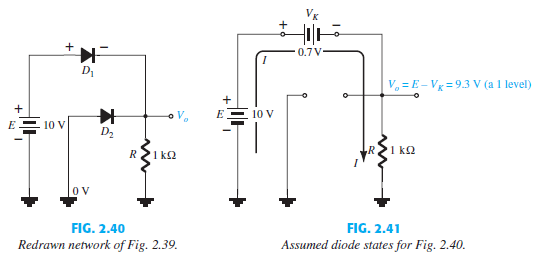 + −
D1
+
E 10 V
−
D2
Vo
R 1 kΩ
0 V
FIG. 2.40
Redrawn network of Fig. 2.39.
VK
+ −
0.7 V
I
Vo = E – VK = 9.3 V (a 1 level)
+
E 10 V
−
R 1 kΩ
I
FIG. 2.41
Assumed diode states for Fig. 2.40.